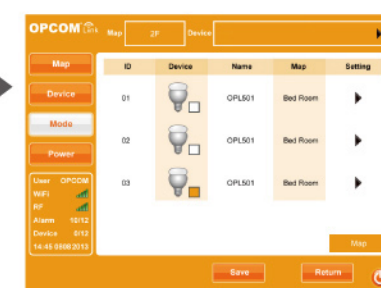 OPCOM Link Map 2F Device
Map
Device
Mode
Power
User OPCOM
WiFi
RF
Alarm 10/12
Device 0/13
14:45 0808 2013
ID Device Name Map Setting
01 OPL501 Bed Room
02 OPL501 Bed Room
03 OPL501 Bed Room
Map
Save Return